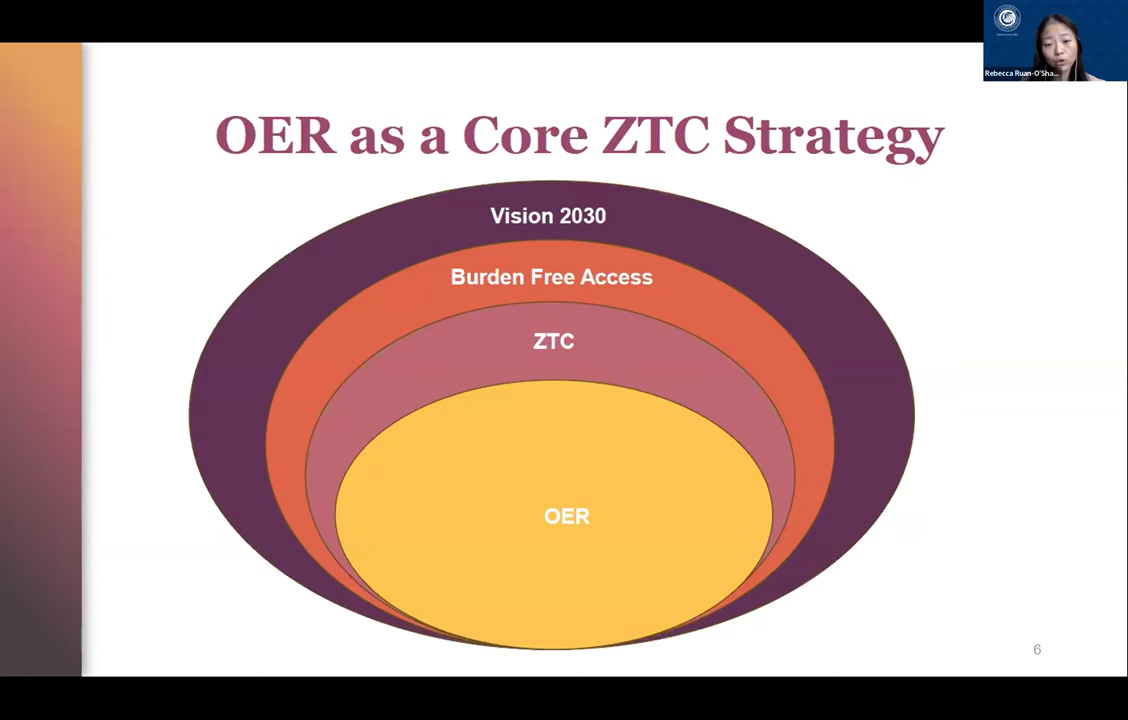 Rebecca Ruan-O'Sha...
OER as a Core ZTC Strategy
Vision 2030
Burden Free Access
ZTC
OER
6